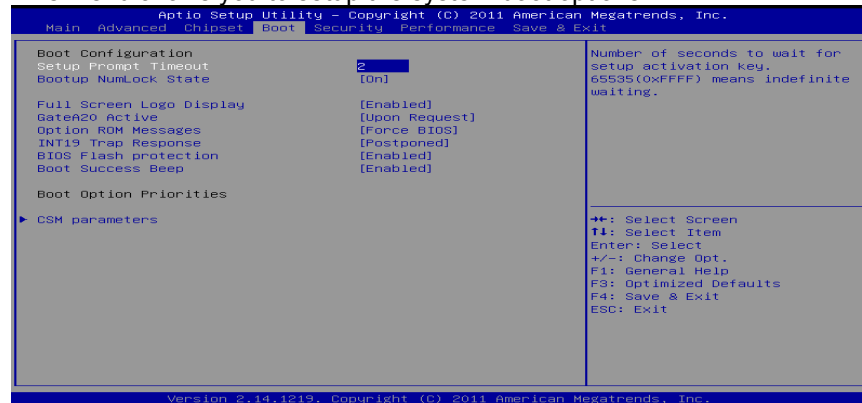 Aptio Setup Utility – Copyright (C) 2011 American Megatrends, Inc.
Main Advanced Chipset Boot Security Performance Save & Exit
Boot Configuration
Setup Prompt Timeout 2
Bootup NumLock State [On]
Full Screen Logo Display [Enabled]
GateA20 Active [Upon Request]
Option ROM Messages [Force BIOS]
INT19 Trap Response [Postponed]
BIOS Flash protection [Enabled]
Boot Success Beep [Enabled]
Boot Option Priorities
▶ CSM parameters
Number of seconds to wait for
setup activation key.
65535(0xFFFF) means indefinite
waiting.
→←: Select Screen
↑↓: Select Item
Enter: Select
+/-: Change Opt.
F1: General Help
F3: Optimized Defaults
F4: Save & Exit
ESC: Exit
Version 2.14.1219. Copyright (C) 2011 American Megatrends, Inc.